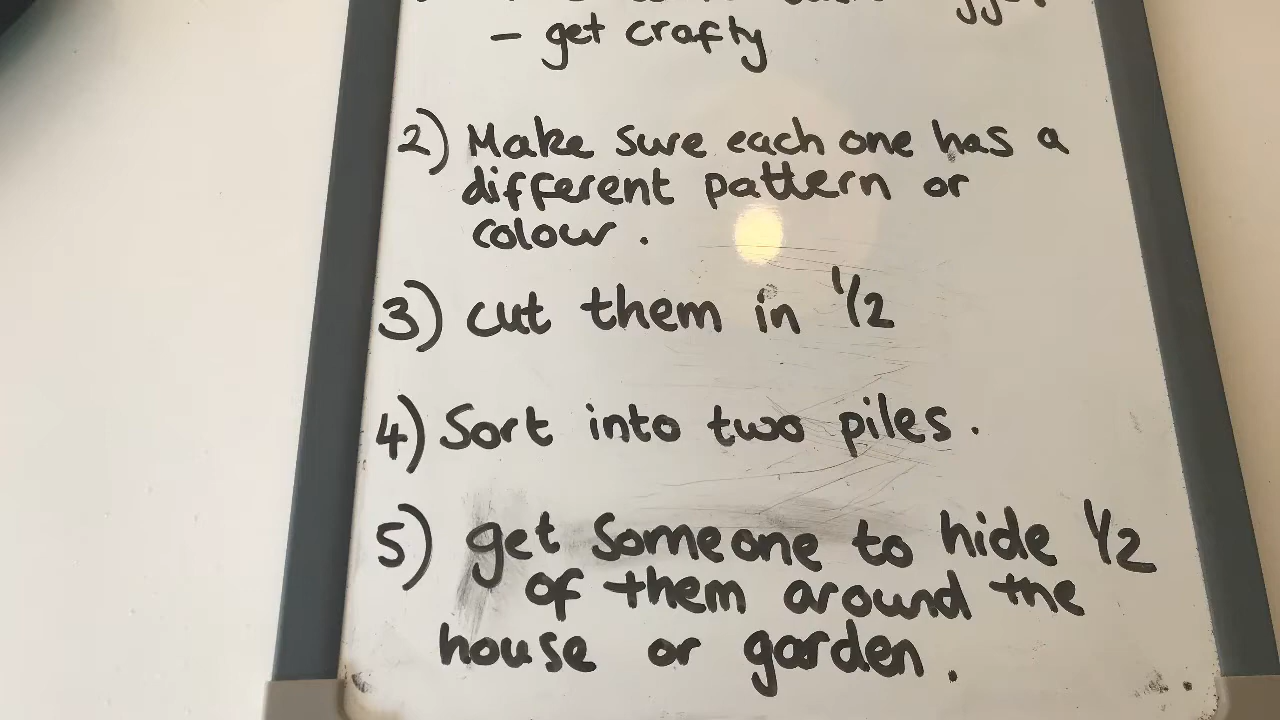 - get crafty
2) Make sure each one has a
different pattern or
colour.
3) cut them in 1/2
4) Sort into two piles.
5) get someone to hide 1/2
of them around the
house or garden.